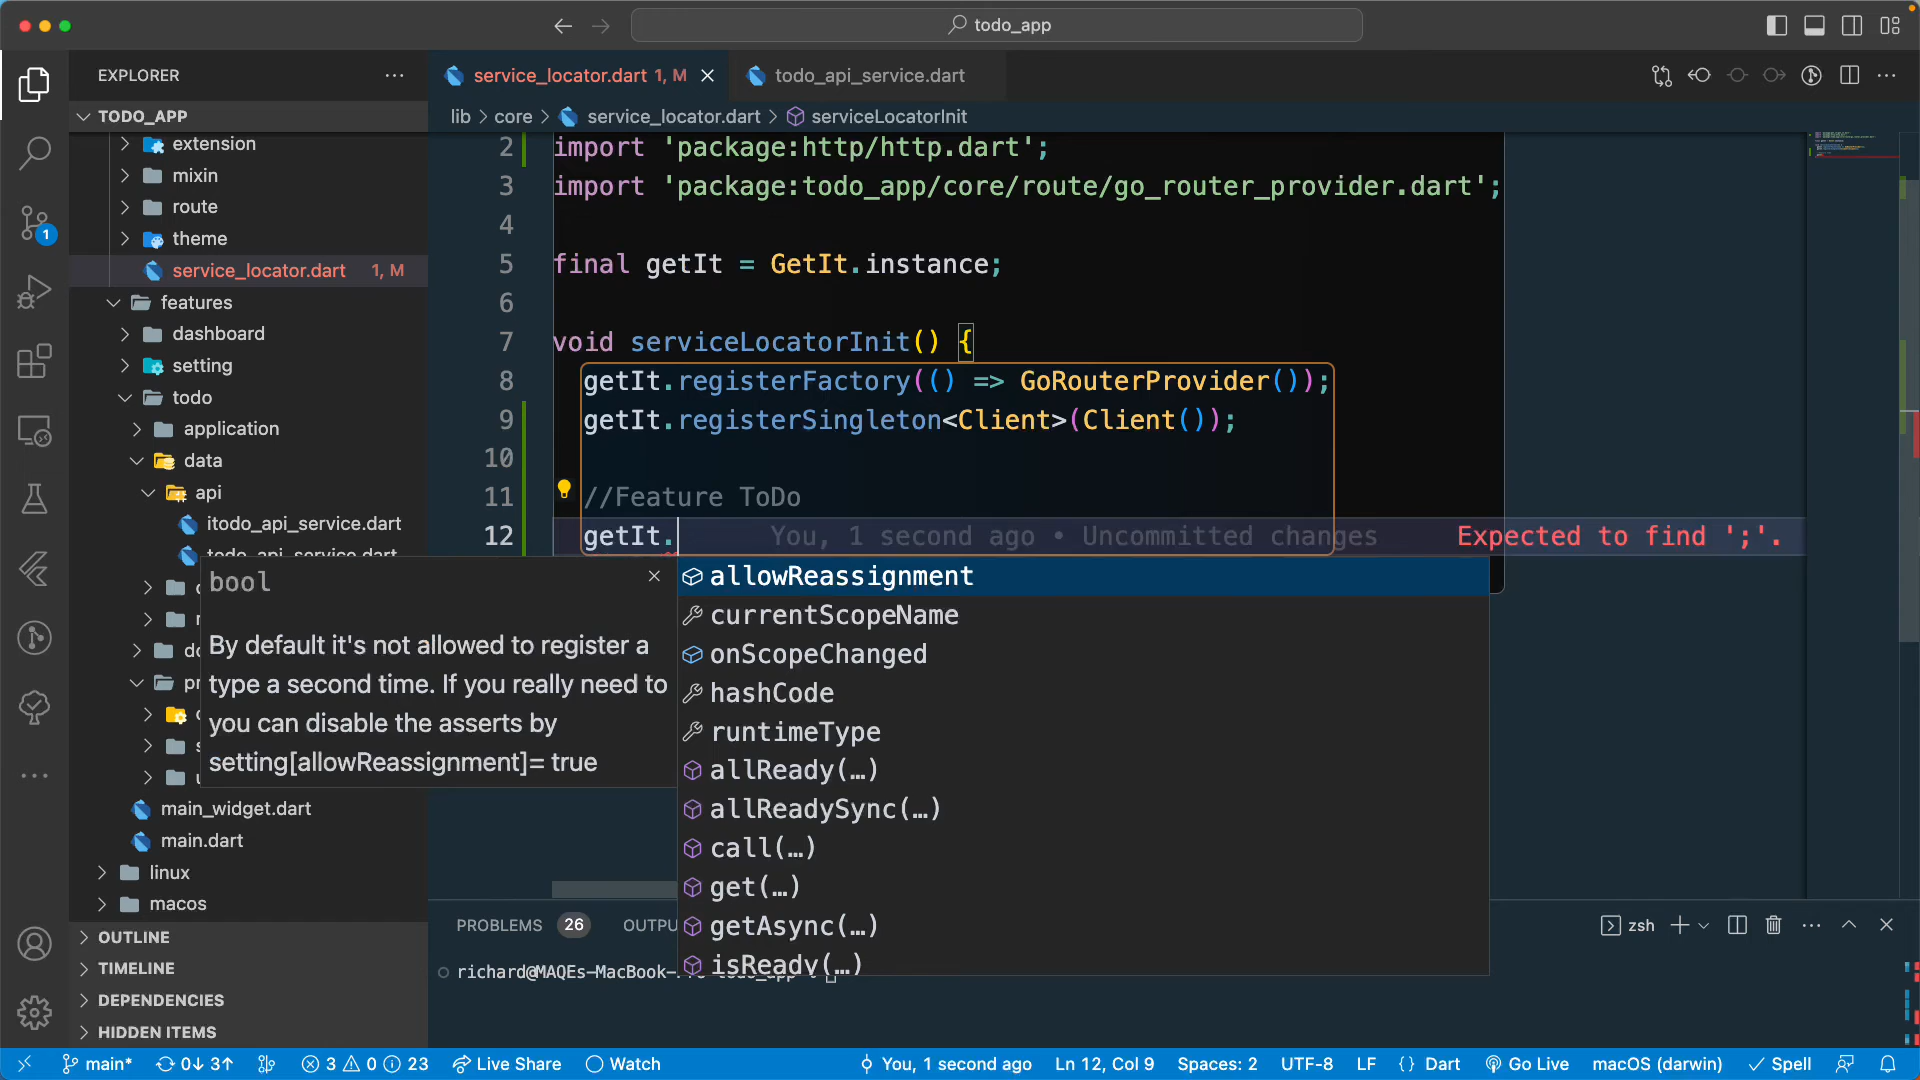 todo_app
EXPLORER
TODO_APP
extension
mixin
route
theme
service_locator.dart 1, M
features
dashboard
setting
todo
application
data
api
itodo_api_service.dart
main_widget.dart
main.dart
linux
macos
OUTLINE
TIMELINE
DEPENDENCIES
HIDDEN ITEMS
service_locator.dart 1, M
todo_api_service.dart
lib > core > service_locator.dart > serviceLocatorInit
2 import 'package:http/http.dart';
3 import 'package:todo_app/core/route/go_router_provider.dart';
4
5 final getIt = GetIt.instance;
6
7 void serviceLocatorInit() {
8 getIt.registerFactory(() => GoRouterProvider());
9 getIt.registerSingleton<Client>(Client());
10
11 //Feature ToDo
12 getIt. You, 1 second ago • Uncommitted changes Expected to find ';'.
bool
By default it's not allowed to register a
type a second time. If you really need to
you can disable the asserts by
setting[allowReassignment]= true
allowReassignment
currentScopeName
onScopeChanged
hashCode
runtimeType
allReady(…)
allReadySync(…)
call(…)
get(…)
getAsync(…)
isReady(…)
PROBLEMS 26
zsh
richard@MAQEs-MacBook-
1
main*
0↓ 3↑
3 0 23
Live Share
Watch
You, 1 second ago
Ln 12, Col 9
Spaces: 2
UTF-8
LF
{ } Dart
Go Live
macOS (darwin)
Spell